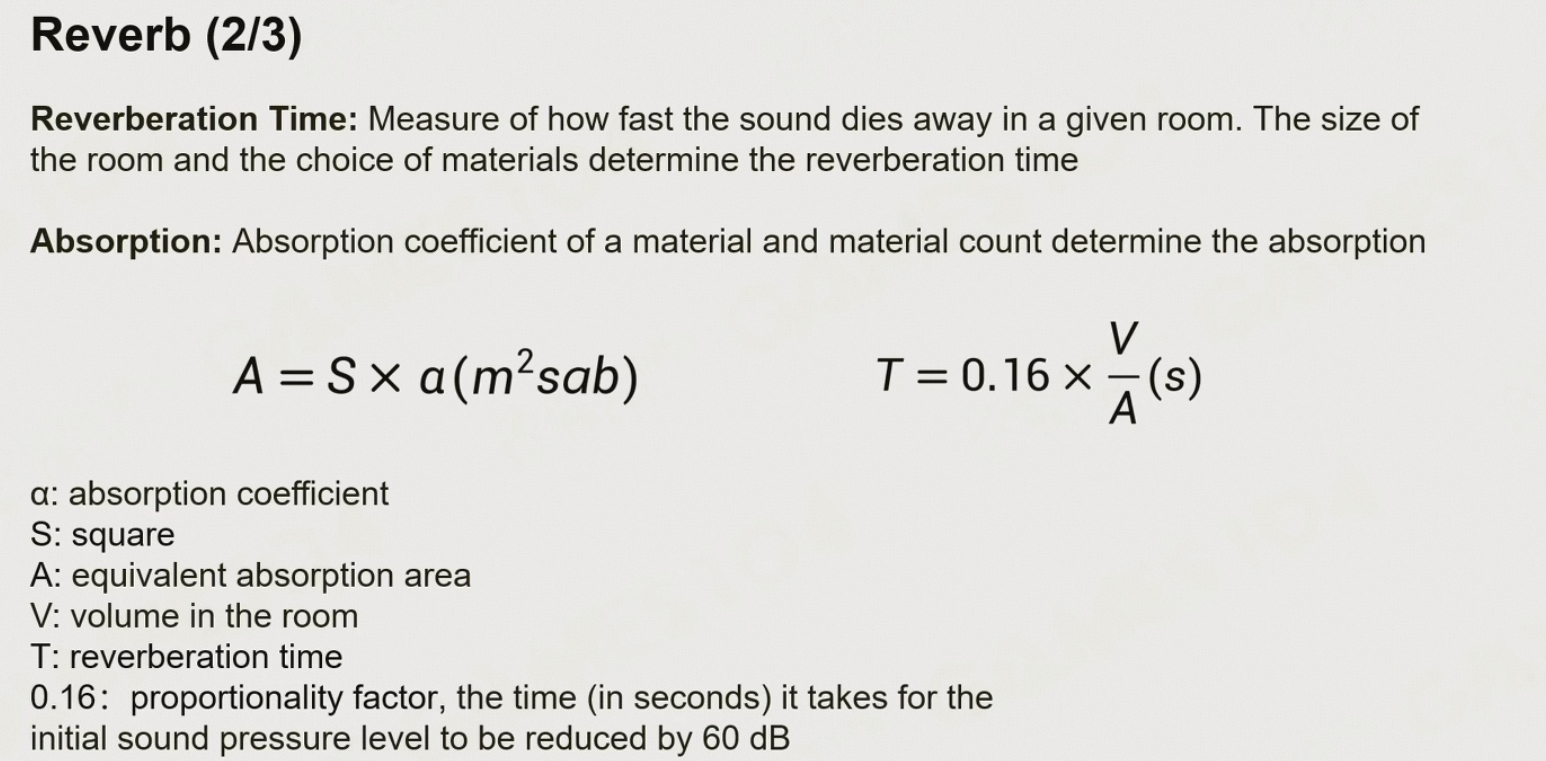 Reverb (2/3)
Reverberation Time: Measure of how fast the sound dies away in a given room. The size of
the room and the choice of materials determine the reverberation time
Absorption: Absorption coefficient of a material and material count determine the absorption
A = S × a(m²sab)
T = 0.16 × V/A (s)
α: absorption coefficient
S: square
A: equivalent absorption area
V: volume in the room
T: reverberation time
0.16： proportionality factor, the time (in seconds) it takes for the
initial sound pressure level to be reduced by 60 dB